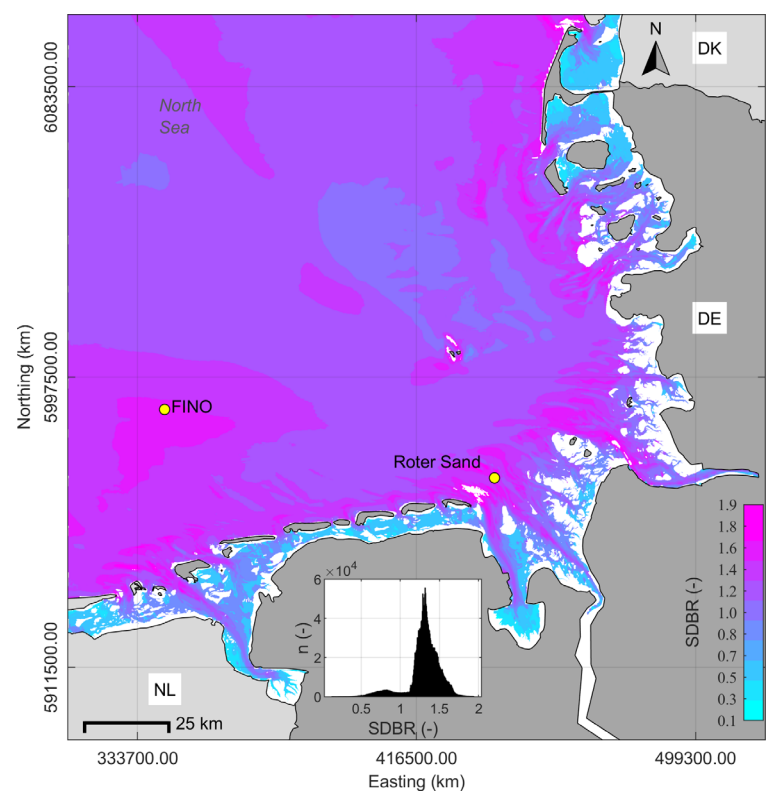 N
DK
North
Sea
6083500.00
DE
Northing (km)
5997500.00
FINO
Roter Sand
1.9
1.8
1.6
1.4
1.2
1.0
0.8
0.7
0.5
0.3
0.1
SDBR (-)
×10^4
6
4
2
0
n (-)
0.5
1
1.5
2
SDBR (-)
5911500.00
NL
25 km
333700.00
416500.00
499300.00
Easting (km)